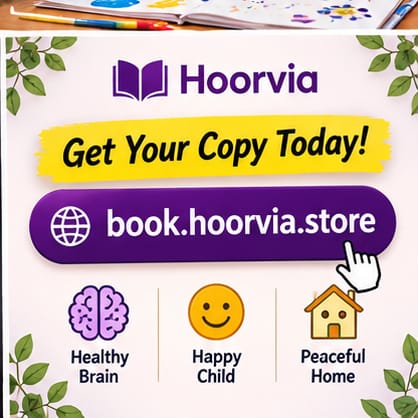 Hoorvia
Get Your Copy Today!
book.hoorvia.store
Healthy
Brain
Happy
Child
Peaceful
Home